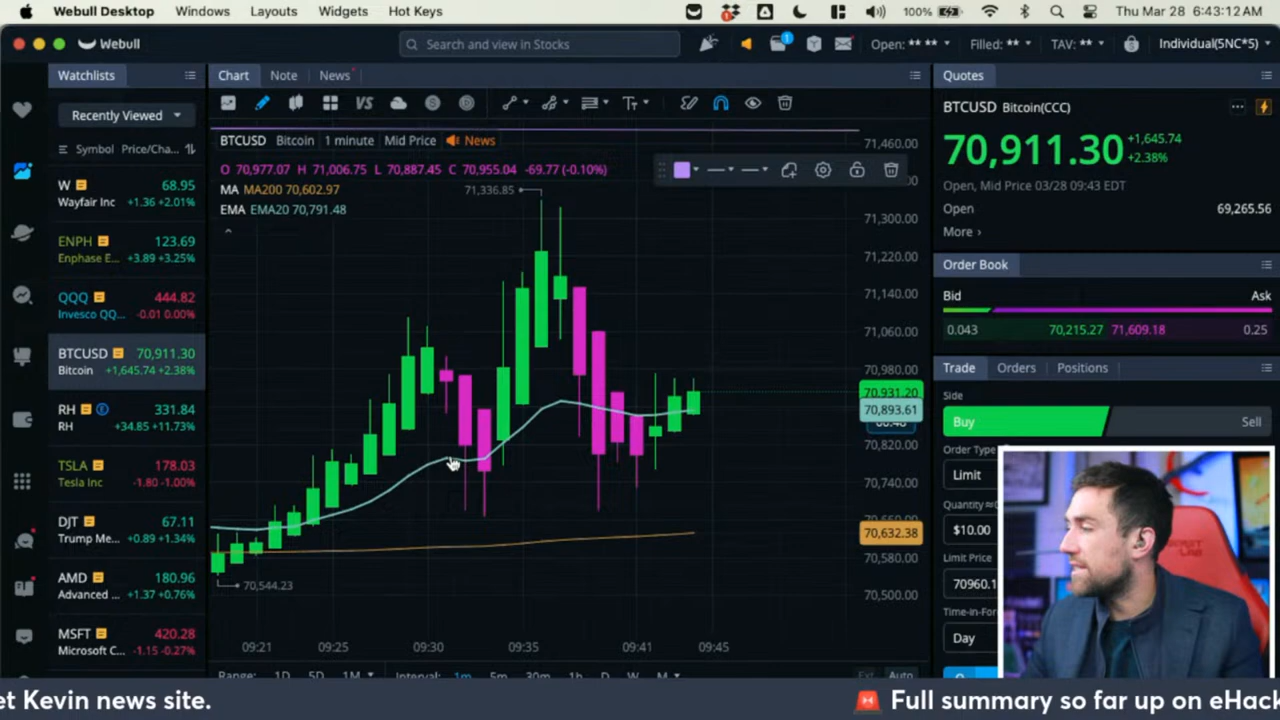 Webull Desktop Windows Layouts Widgets Hot Keys 100% Thu Mar 28 6:43:12 AM
Webull Search and view in Stocks 1 Open: ** ** Filled: ** TAV: ** Individual(5NC*5)
Watchlists
Recently Viewed
Symbol Price/Cha...
W 68.95
Wayfair Inc +1.36 +2.01%
ENPH 123.69
Enphase E... +3.89 +3.25%
QQQ 444.82
Invesco QQ... -0.01 0.00%
BTCUSD 70,911.30
Bitcoin +1,645.74 +2.38%
RH E 331.84
RH +34.85 +11.73%
TSLA 178.03
Tesla Inc -1.80 -1.00%
DJT 67.11
Trump Me... +0.89 +1.34%
AMD 180.96
Advanced ... +1.37 +0.76%
MSFT 420.28
Microsoft C... -1.15 -0.27%
Chart Note News
VS S Tт
BTCUSD Bitcoin 1 minute Mid Price News
O 70,977.07 H 71,006.75 L 70,887.45 C 70,955.04 -69.77 (-0.10%)
MA MA200 70,602.97
EMA EMA20 70,791.48
71,336.85
70,544.23
71,460.00
71,300.00
71,220.00
71,140.00
71,060.00
70,980.00
70,931.20
70,893.61
70,820.00
70,740.00
70,632.38
70,580.00
70,500.00
09:21 09:25 09:30 09:35 09:41 09:45
Range: 1D 5D 1M Interval: 1m 5m 30m 1h D W M Auto
Quotes
BTCUSD Bitcoin(CCC)
70,911.30 +1,645.74
+2.38%
Open, Mid Price 03/28 09:43 EDT
Open 69,265.56
More
Order Book
Bid Ask
0.043 70,215.27 71,609.18 0.25
Trade Orders Positions
Side
Buy Sell
Order Type
Limit
Quantity
$10.00
Limit Price
70960.1
Time-in-For
Day
et Kevin news site. Full summary so far up on eHack